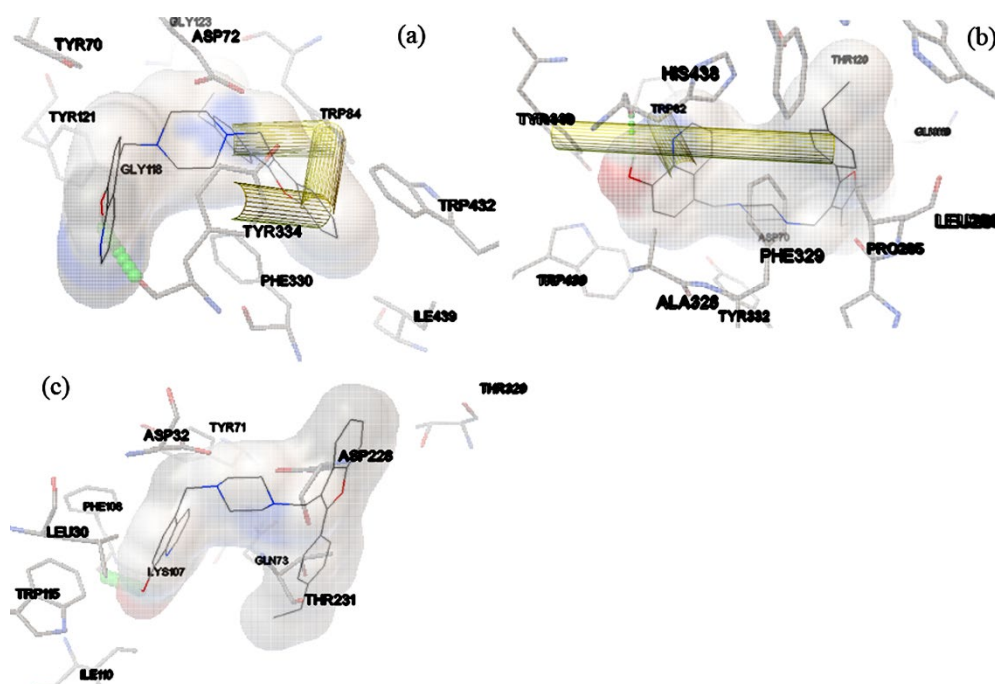 GLY123
(a)
TYR70
ASP72
TYR121
TRP84
GLY118
TRP432
TYR334
PHE330
ILE439
(b)
THR120
HIS438
TRP82
GLN119
ASP70
PHE329
PRO285
ALA328
TYR332
(c)
THR329
TYR71
ASP32
ASP228
PHE108
LEU30
GLN73
LYS107
TRP115
THR231
ILE110